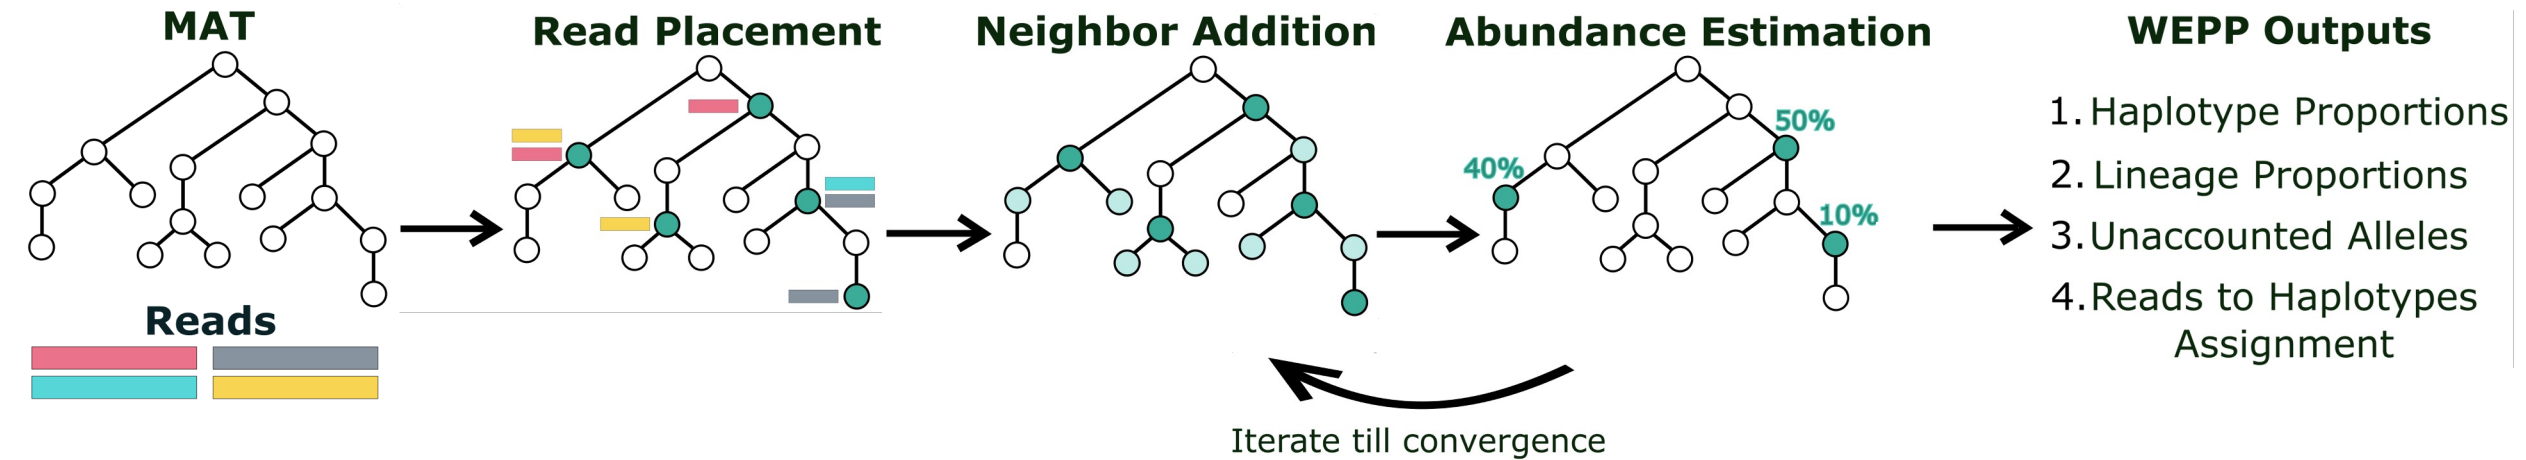 MAT
Reads
Read Placement
Neighbor Addition
Abundance Estimation
40%
50%
10%
Iterate till convergence
WEPP Outputs
1. Haplotype Proportions
2. Lineage Proportions
3. Unaccounted Alleles
4. Reads to Haplotypes
Assignment